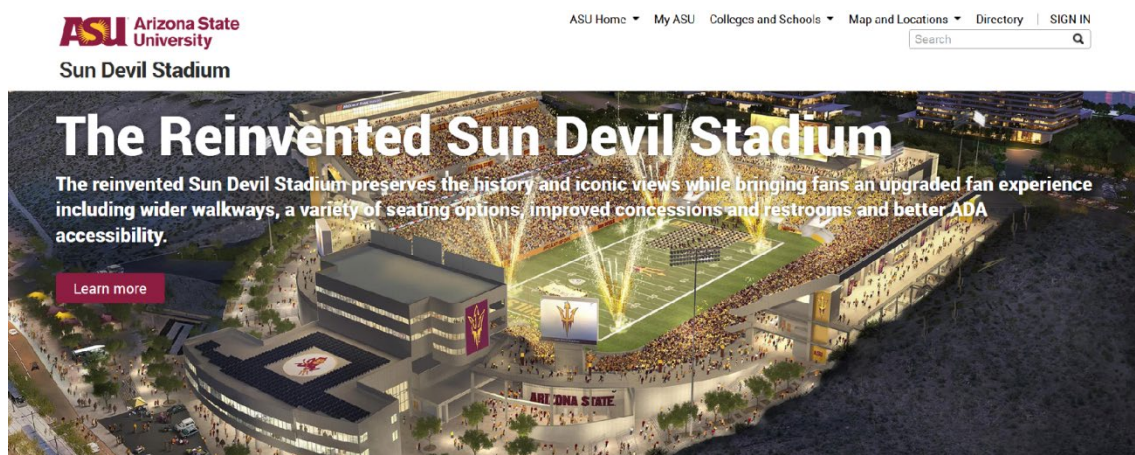 ASU Arizona State University
ASU Home My ASU Colleges and Schools Map and Locations Directory SIGN IN
Search
Sun Devil Stadium
The Reinvented Sun Devil Stadium
The reinvented Sun Devil Stadium preserves the history and iconic views while bringing fans an upgraded fan experience
including wider walkways, a variety of seating options, improved concessions and restrooms and better ADA
accessibility.
Learn more
ARIZONA STATE